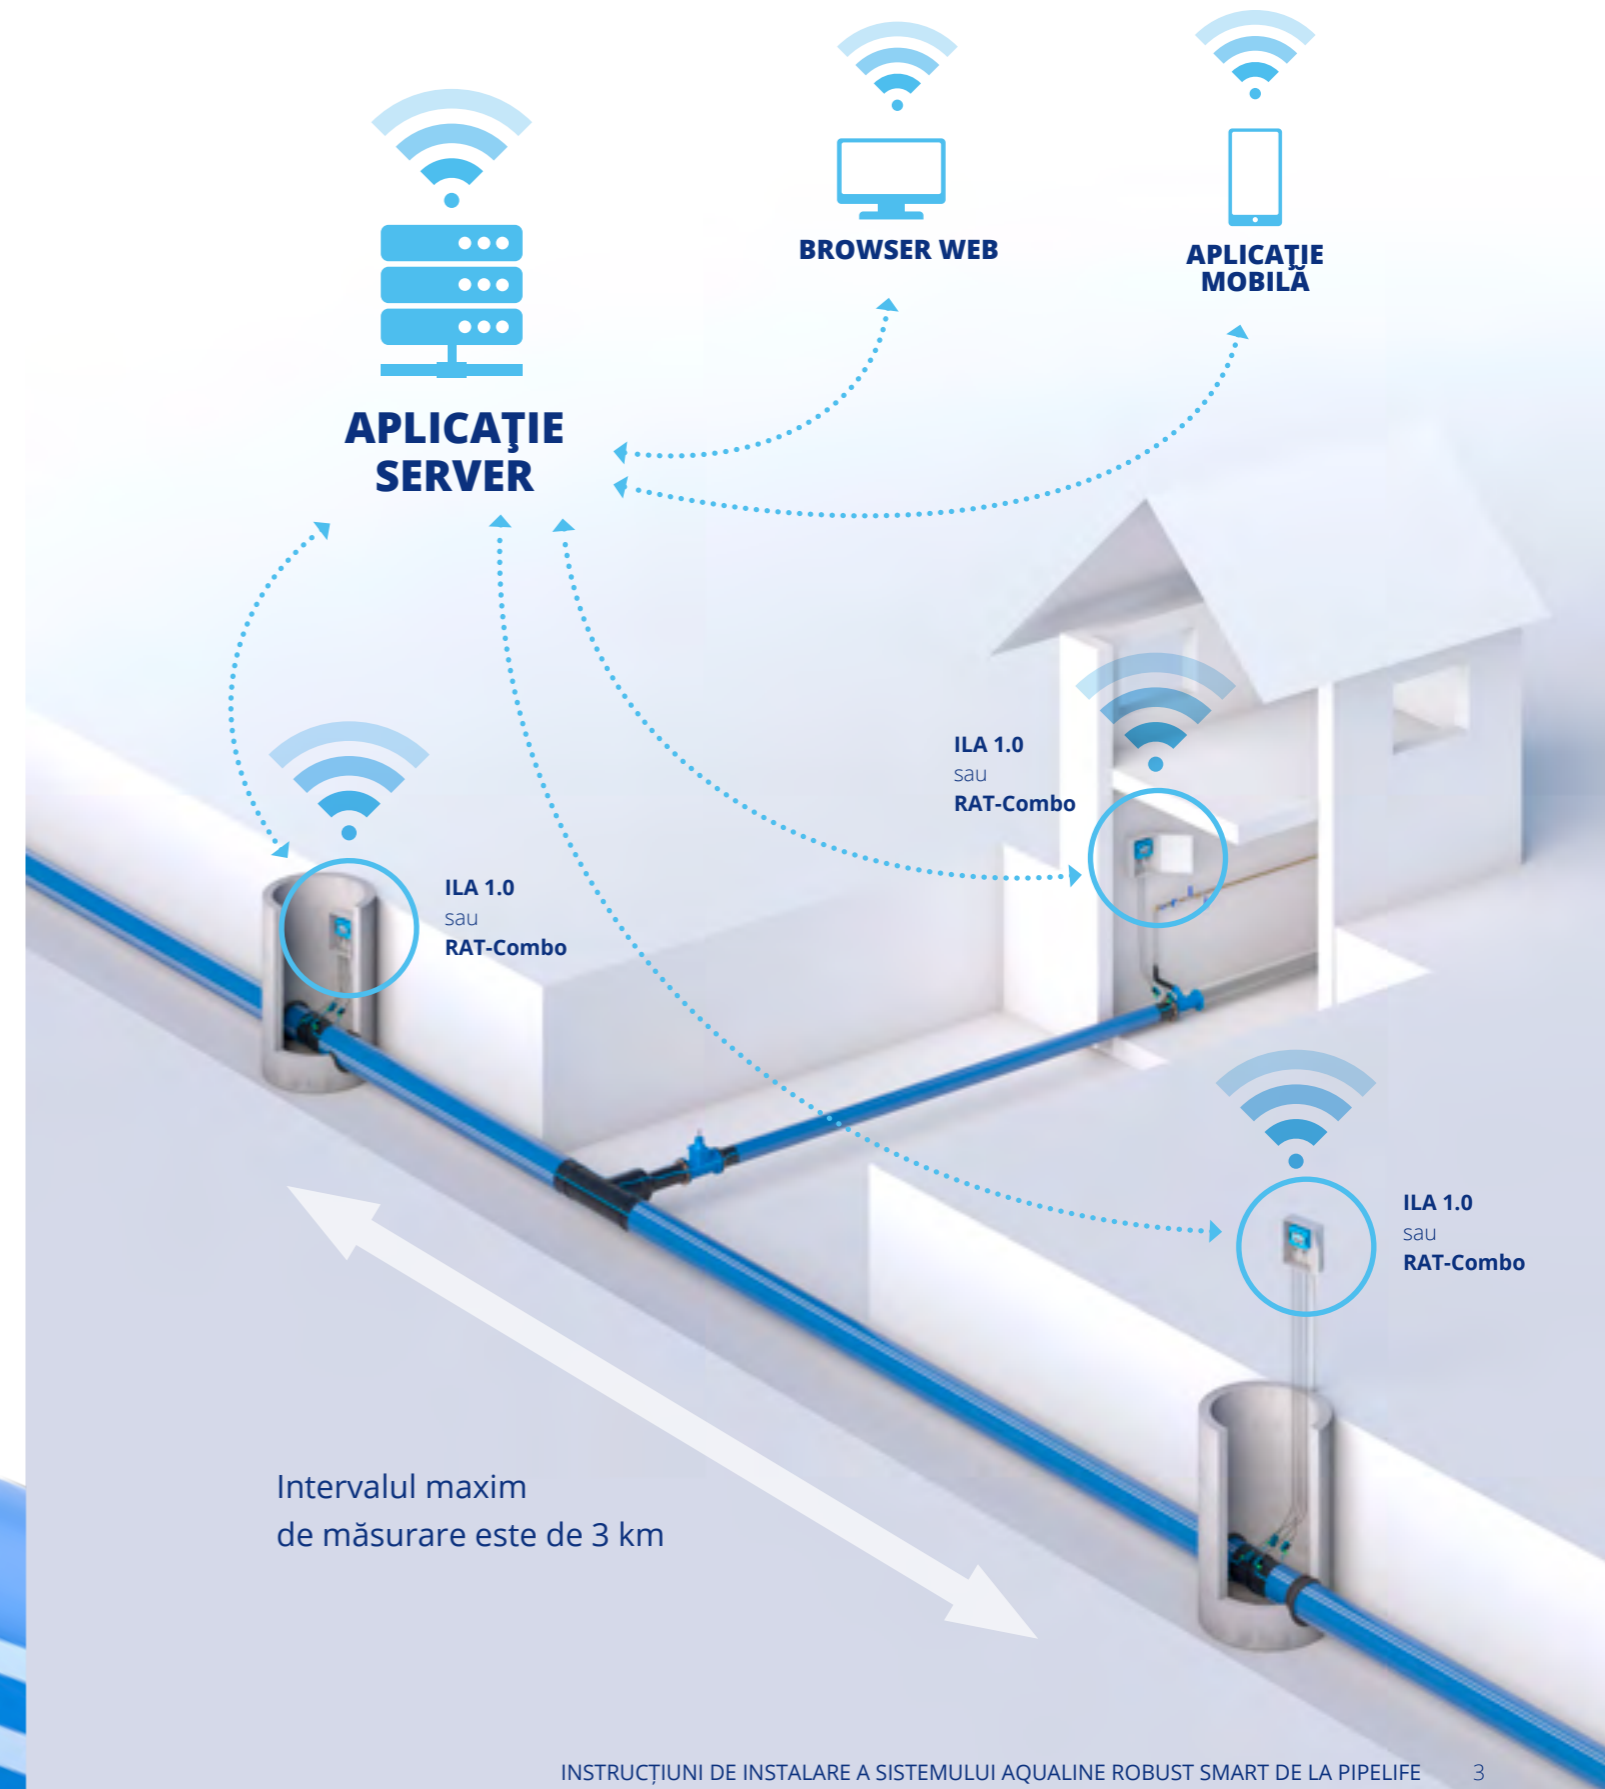 BROWSER WEB
APLICAŢIE
MOBILĂ
APLICAŢIE
SERVER
ILA 1.0
sau
RAT-Combo
ILA 1.0
sau
RAT-Combo
ILA 1.0
sau
RAT-Combo
Intervalul maxim
de măsurare este de 3 km
INSTRUCȚIUNI DE INSTALARE A SISTEMULUI AQUALINE ROBUST SMART DE LA PIPELIFE 3